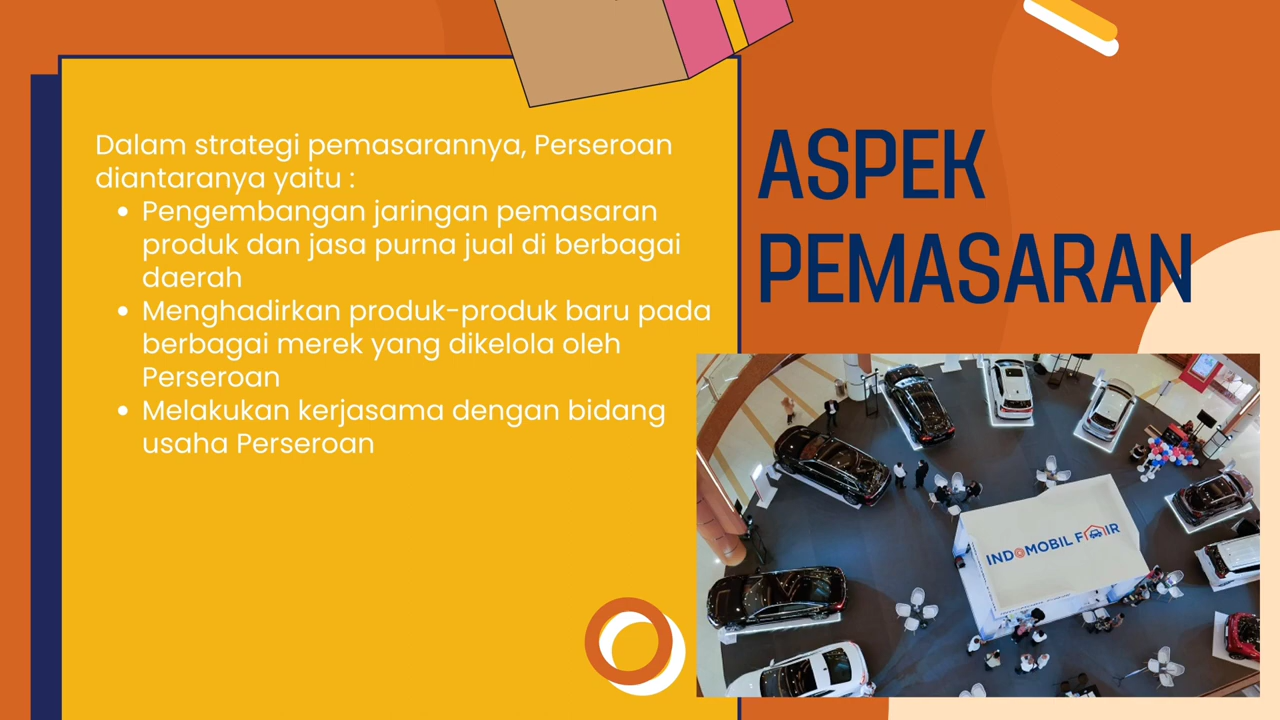 Dalam strategi pemasarannya, Perseroan
diantaranya yaitu :
• Pengembangan jaringan pemasaran
produk dan jasa purna jual di berbagai
daerah
• Menghadirkan produk-produk baru pada
berbagai merek yang dikelola oleh
Perseroan
• Melakukan kerjasama dengan bidang
usaha Perseroan
ASPEK
PEMASARAN
INDOMOBIL FAIR